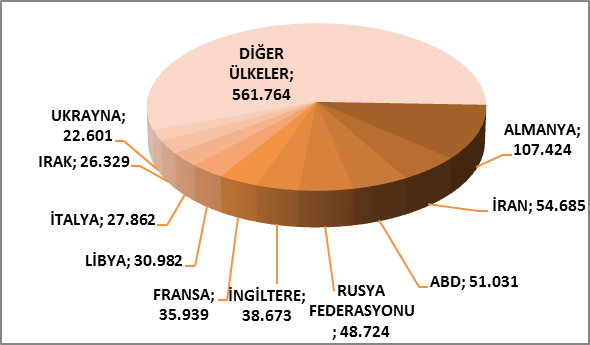 DİĞER
ÜLKELER;
561.764
ALMANYA;
107.424
İRAN; 54.685
ABD; 51.031
RUSYA
FEDERASYONU
; 48.724
İNGİLTERE;
38.673
FRANSA;
35.939
LİBYA; 30.982
İTALYA; 27.862
IRAK; 26.329
UKRAYNA;
22.601